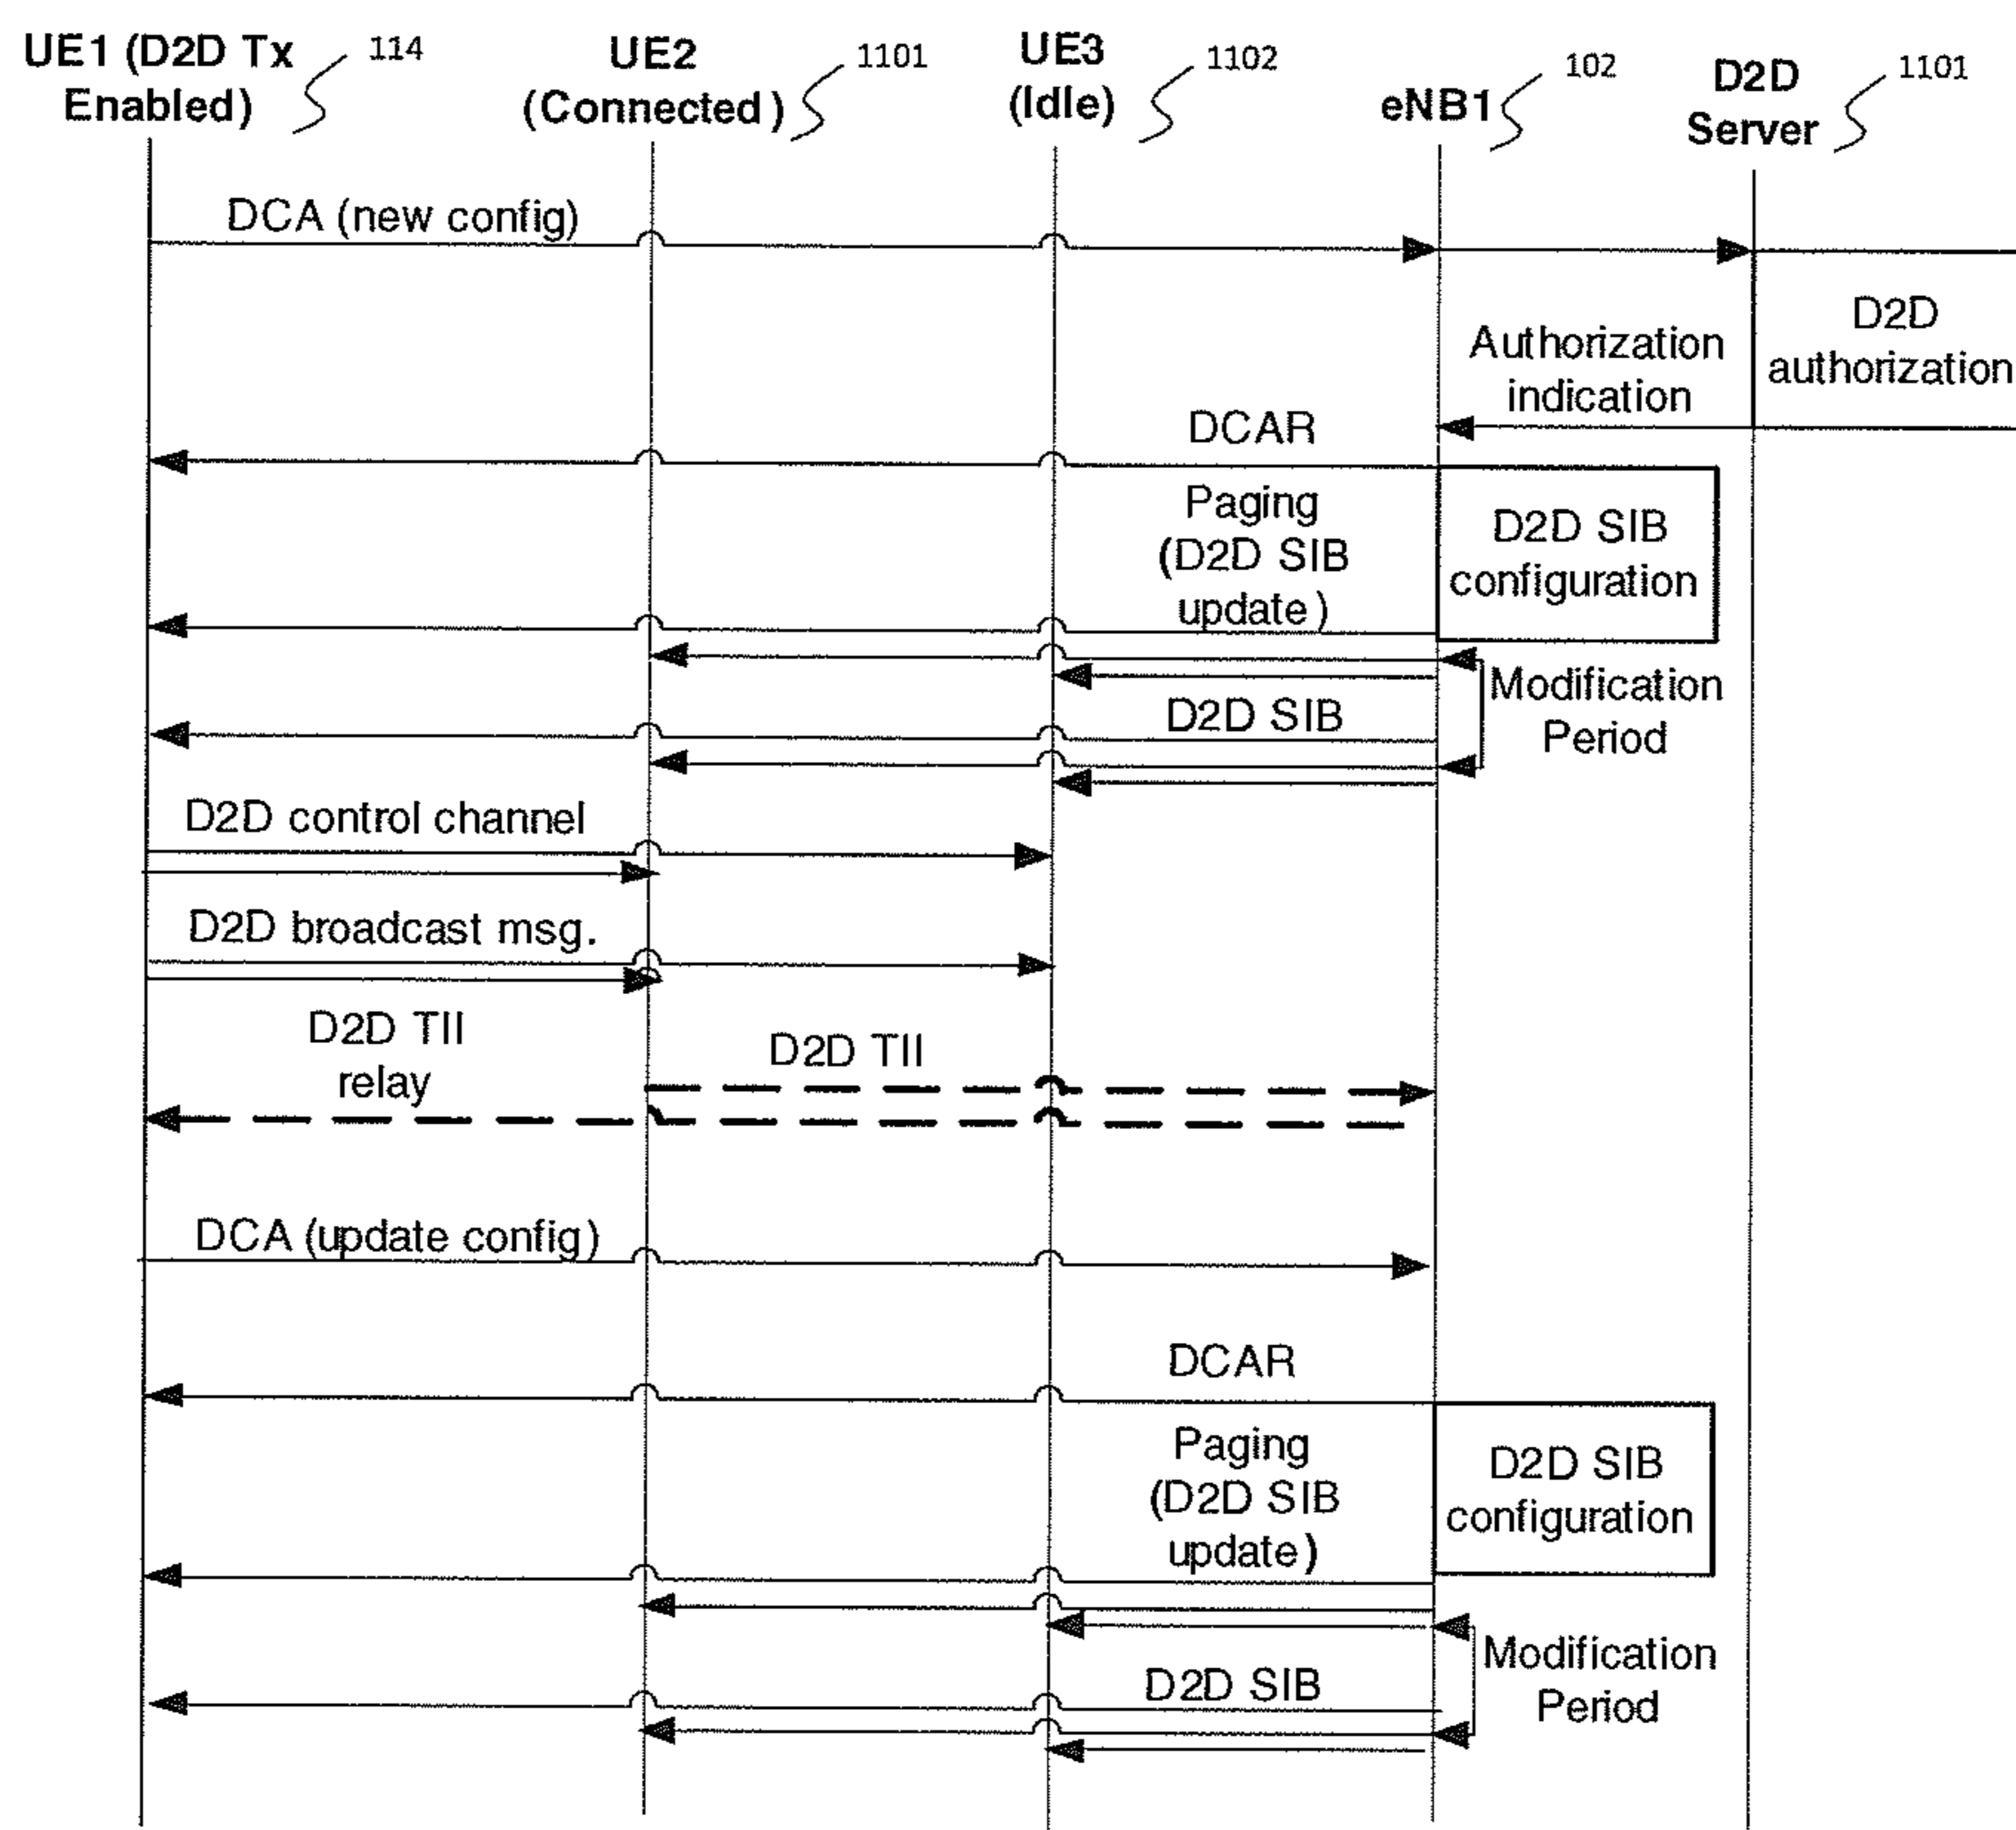 UE1 (D2D Tx
Enabled)
114
UE2
(Connected)
1101
UE3
(Idle)
1102
eNB1
102
D2D
Server
1101
DCA (new config)
D2D
authorization
Authorization
indication
DCAR
Paging
(D2D SIB
update)
D2D SIB
configuration
Modification
Period
D2D SIB
D2D control channel
D2D broadcast msg.
D2D TII
relay
D2D TII
DCA (update config)
DCAR
Paging
(D2D SIB
update)
D2D SIB
configuration
Modification
Period
D2D SIB